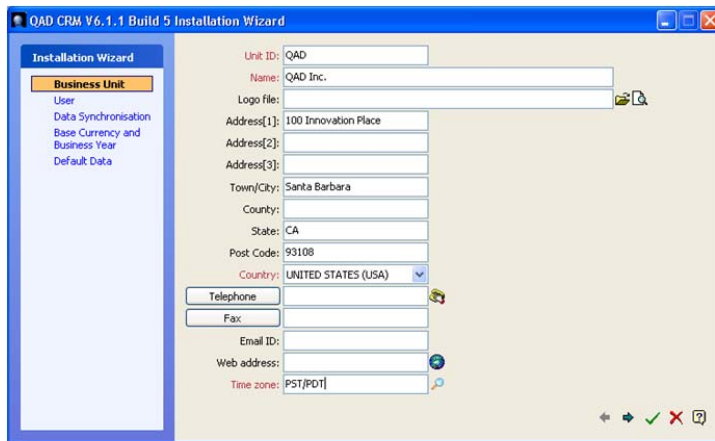 QAD CRM V6.1.1 Build 5 Installation Wizard
Installation Wizard
Business Unit
User
Data Synchronisation
Base Currency and
Business Year
Default Data
Unit ID: QAD
Name: QAD Inc.
Logo file:
Address[1]: 100 Innovation Place
Address[2]:
Address[3]:
Town/City: Santa Barbara
County:
State: CA
Post Code: 93108
Country: UNITED STATES (USA)
Telephone
Fax
Email ID:
Web address:
Time zone: PST/PDT